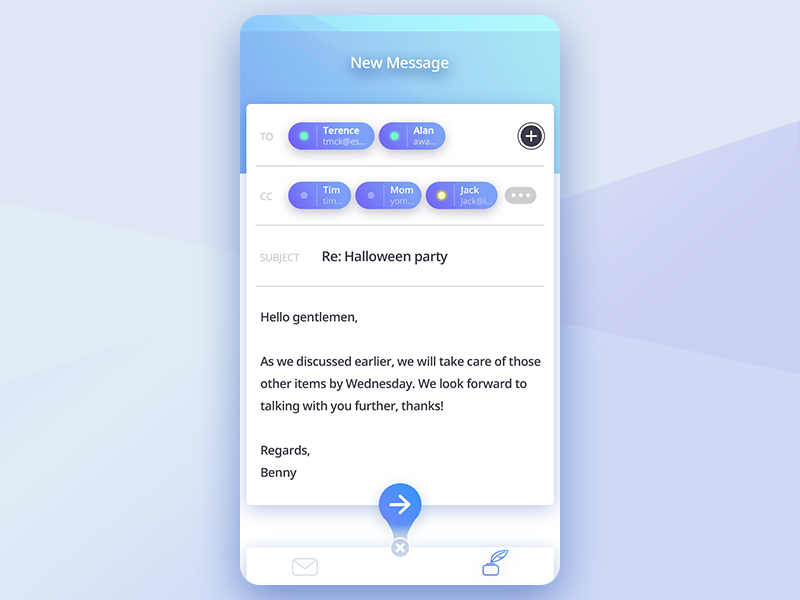 New Message
TO
Terence
tmck@es...
Alan
awa...
CC
Tim
tim...
Mom
yom...
Jack
jack@l...
SUBJECT
Re: Halloween party
Hello gentlemen,
As we discussed earlier, we will take care of those
other items by Wednesday. We look forward to
talking with you further, thanks!
Regards,
Benny